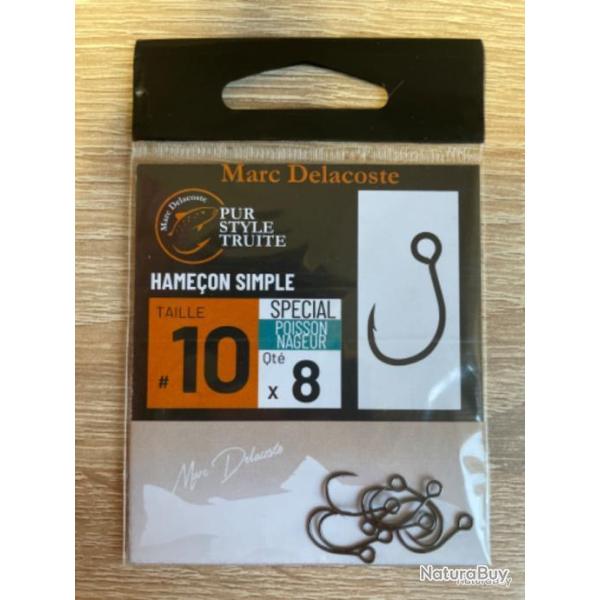 Marc Delacoste
Marc Delacoste
PUR
STYLE
TRUITE
HAMEÇON SIMPLE
TAILLE
# 10
SPECIAL
POISSON
NAGEUR
Qté
x 8
Marc Delacoste
NaturaBuy